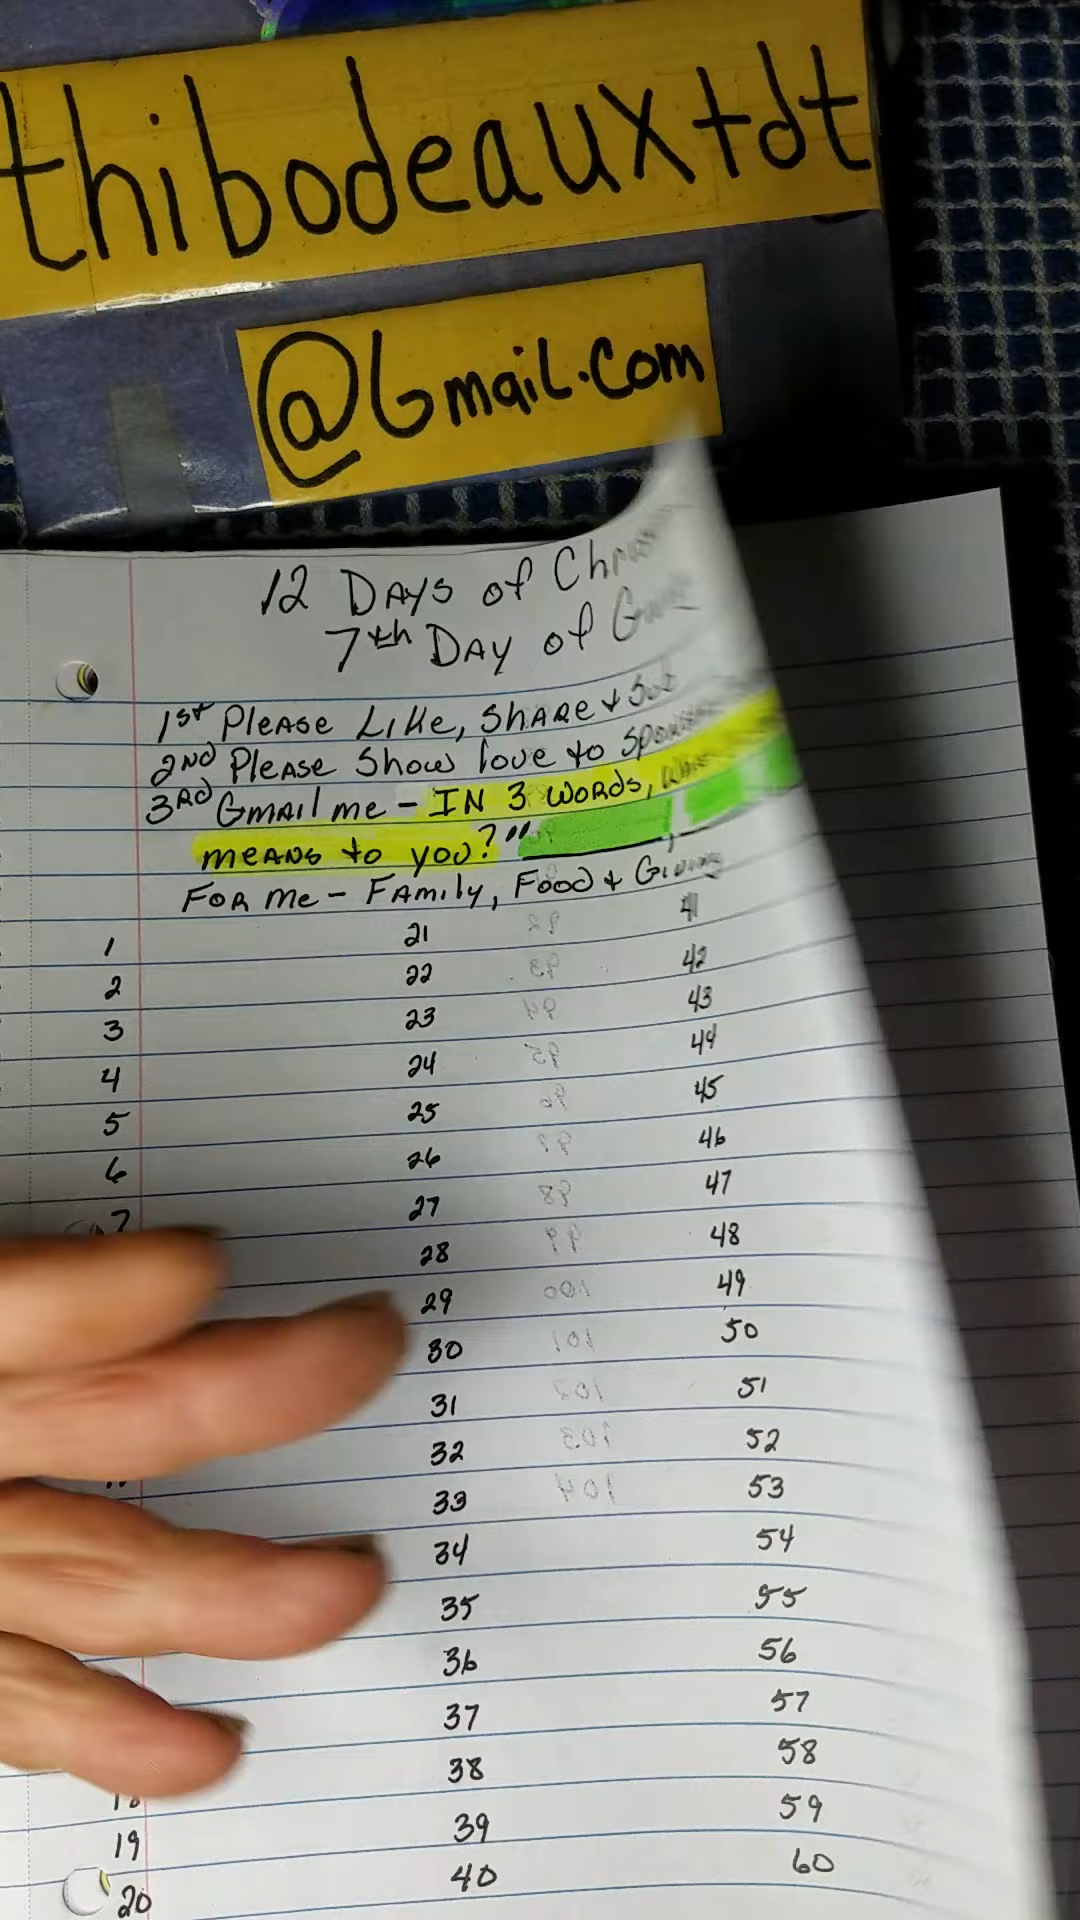 thibodeauxtdt
@Gmail.com
12 DAYS of
7th DAY of
1st PLEASE LIKE, SHARE + Sub
2ND PLEASE Show love to
3RD GMAIL me - IN 3 WORDS,
MEANS to you? "
FOR me - FAMILY, FOOD + GIVING
1 21 41
2 22 42
3 23 43
4 24 44
5 25 45
6 26 46
7 27 47
28 48
29 49
30 50
31 51
32 52
33 53
34 54
35 55
36 56
37 57
38 58
19 39 59
20 40 60